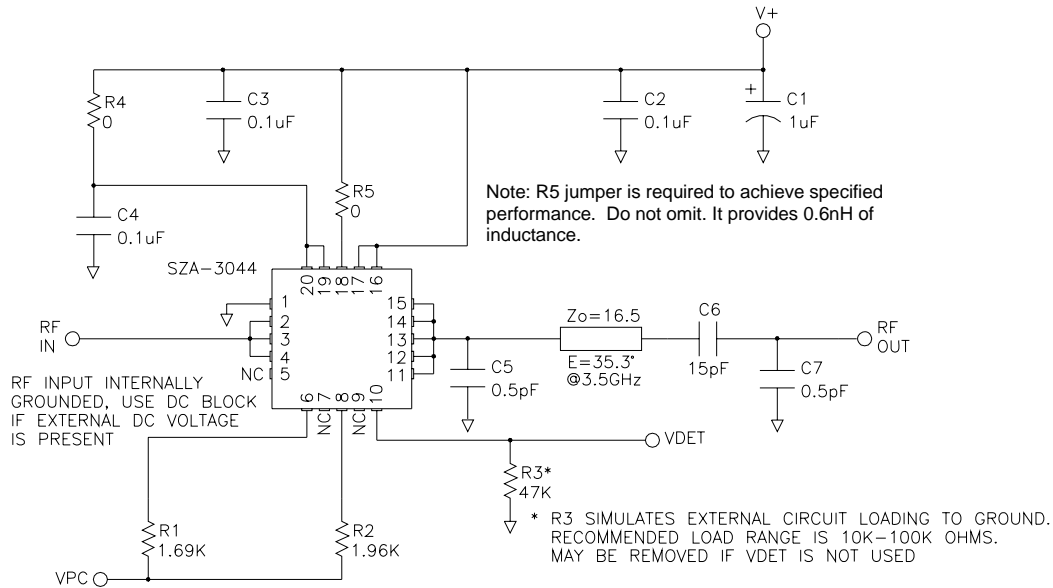 V+
R4
0
C3
0.1uF
C2
0.1uF
+
C1
1uF
R5
0
Note: R5 jumper is required to achieve specified
performance. Do not omit. It provides 0.6nH of
inductance.
C4
0.1uF
SZA-3044
20
19
18
17
16
1
2
3
4
5
NC
15
14
13
12
11
6
7
8
9
10
NC
NC
RF
IN
RF INPUT INTERNALLY
GROUNDED, USE DC BLOCK
IF EXTERNAL DC VOLTAGE
IS PRESENT
Zo=16.5
E=35.3°
@3.5GHz
C6
15pF
RF
OUT
C5
0.5pF
C7
0.5pF
VDET
R3*
47K
* R3 SIMULATES EXTERNAL CIRCUIT LOADING TO GROUND.
RECOMMENDED LOAD RANGE IS 10K-100K OHMS.
MAY BE REMOVED IF VDET IS NOT USED
R1
1.69K
R2
1.96K
VPC